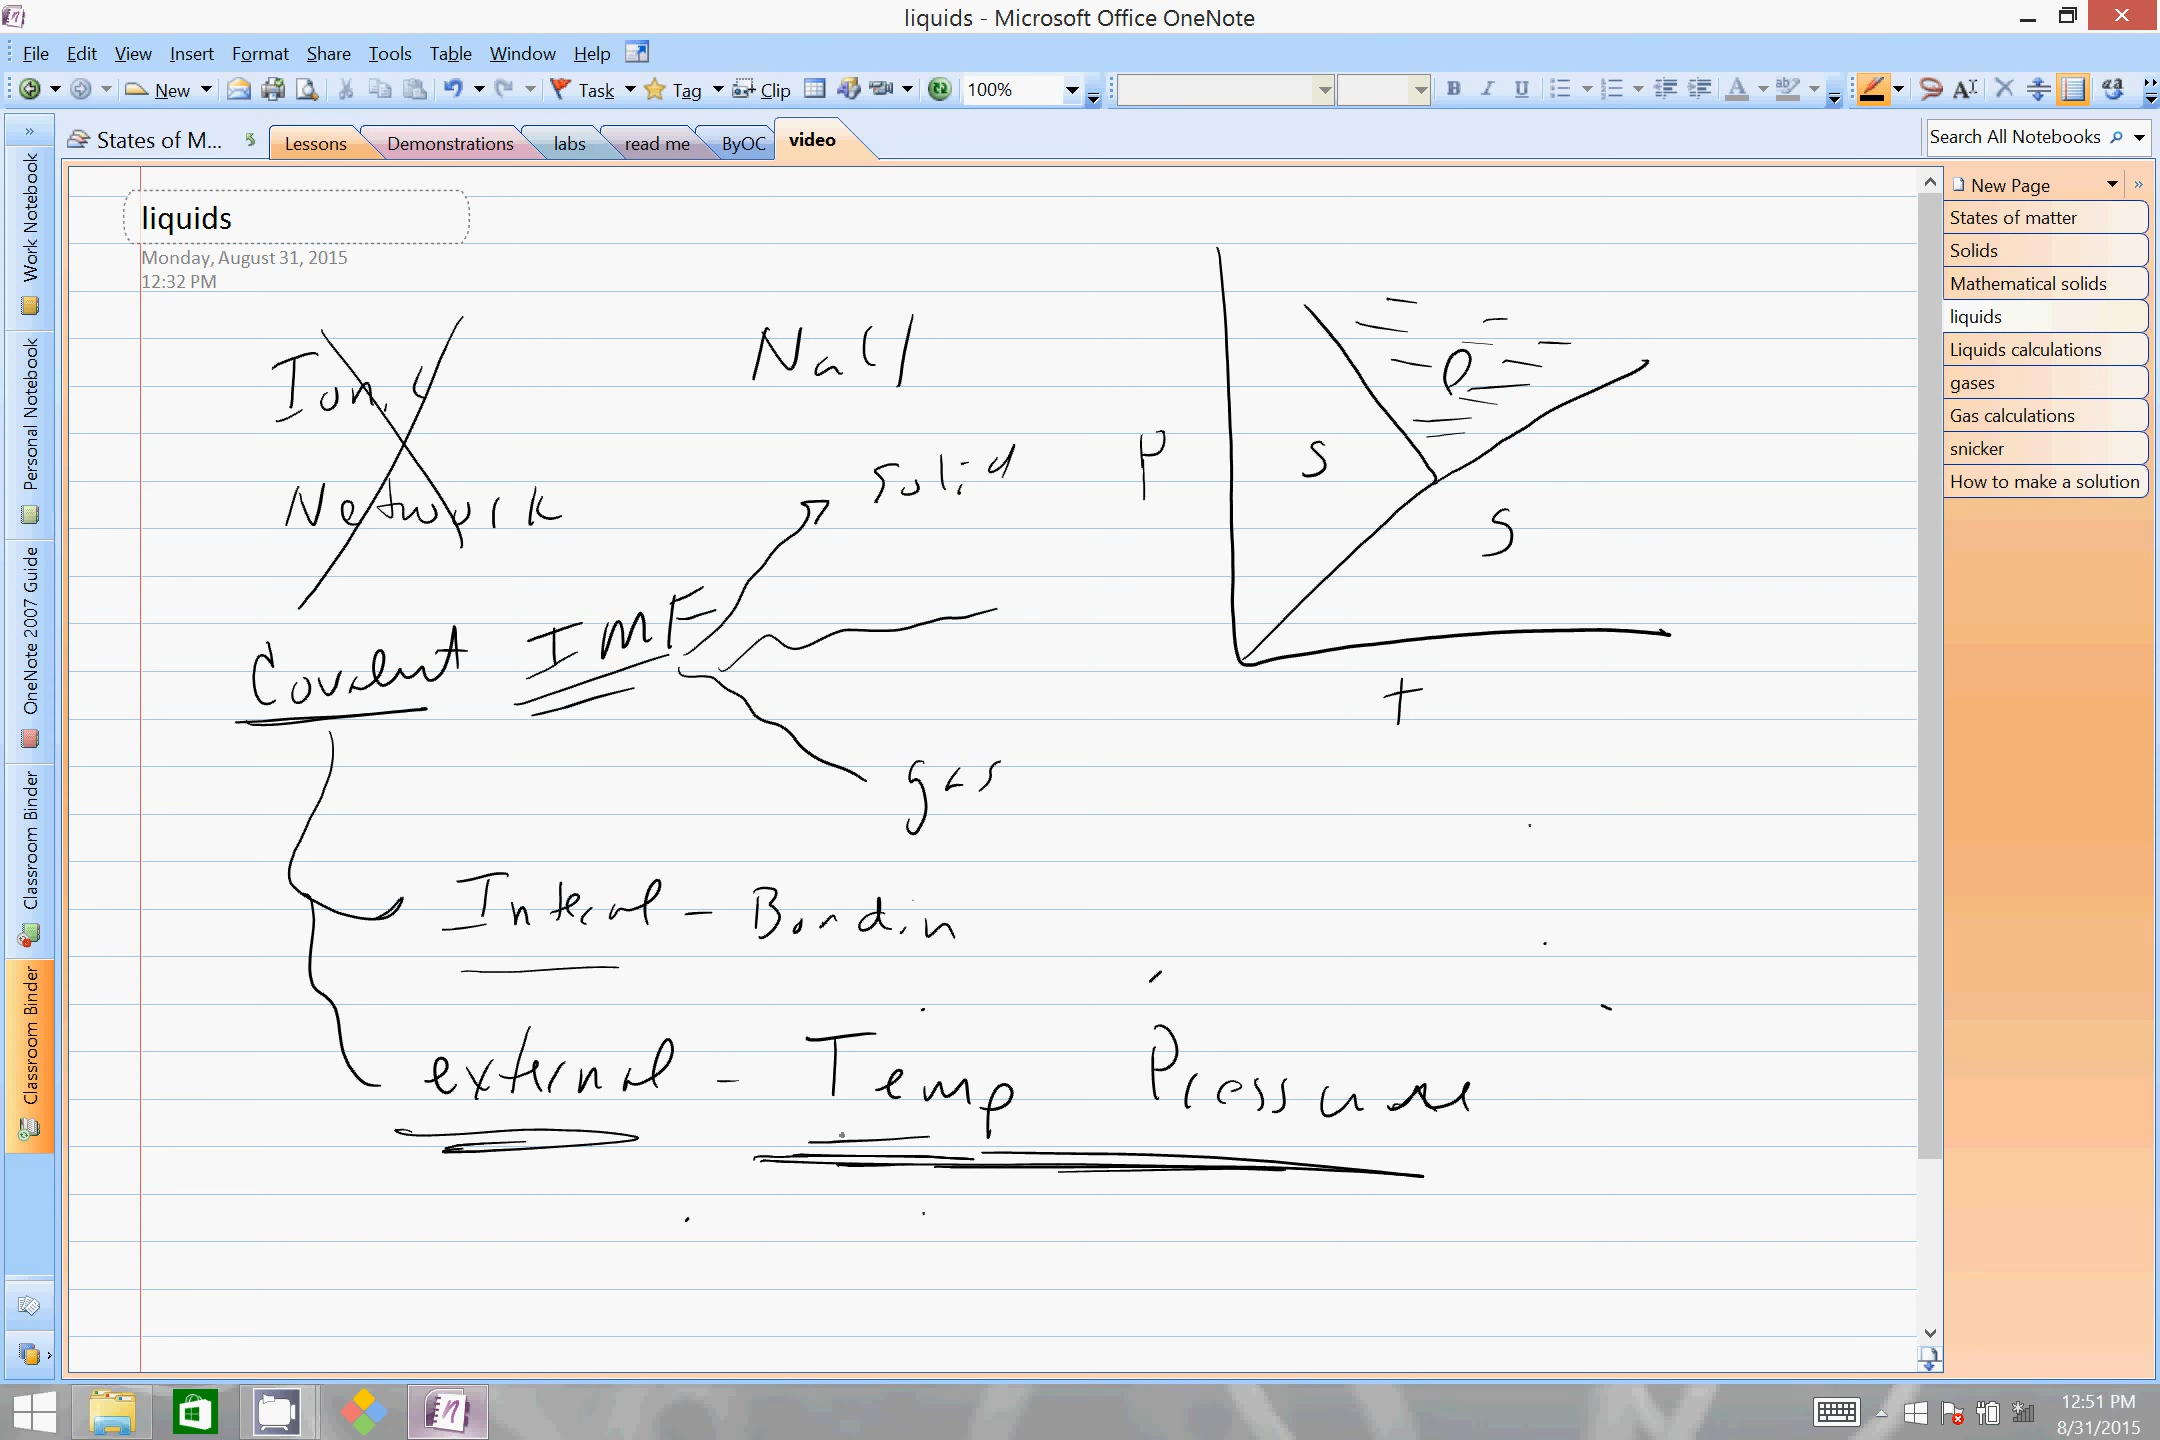 liquids - Microsoft Office OneNote
File Edit View Insert Format Share Tools Table Window Help
New Task Tag Clip 100% B I U
States of M... Lessons Demonstrations labs read me ByOC video
Search All Notebooks
Work Notebook
Personal Notebook
OneNote 2007 Guide
Classroom Binder
Classroom Binder
New Page
States of matter
Solids
Mathematical solids
liquids
Liquids calculations
gases
Gas calculations
snicker
How to make a solution
liquids
Monday, August 31, 2015
12:32 PM
NaCl
Network
Solid
P
S
S
Covalent IMF
t
gas
Interal - Bondin
external - Temp Pressure
12:51 PM
8/31/2015